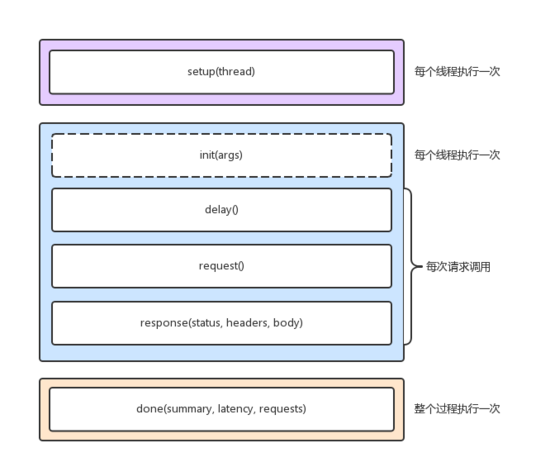 setup(thread)
每个线程执行一次
init(args)
每个线程执行一次
delay()
request()
每次请求调用
response(status, headers, body)
done(summary, latency, requests)
整个过程执行一次